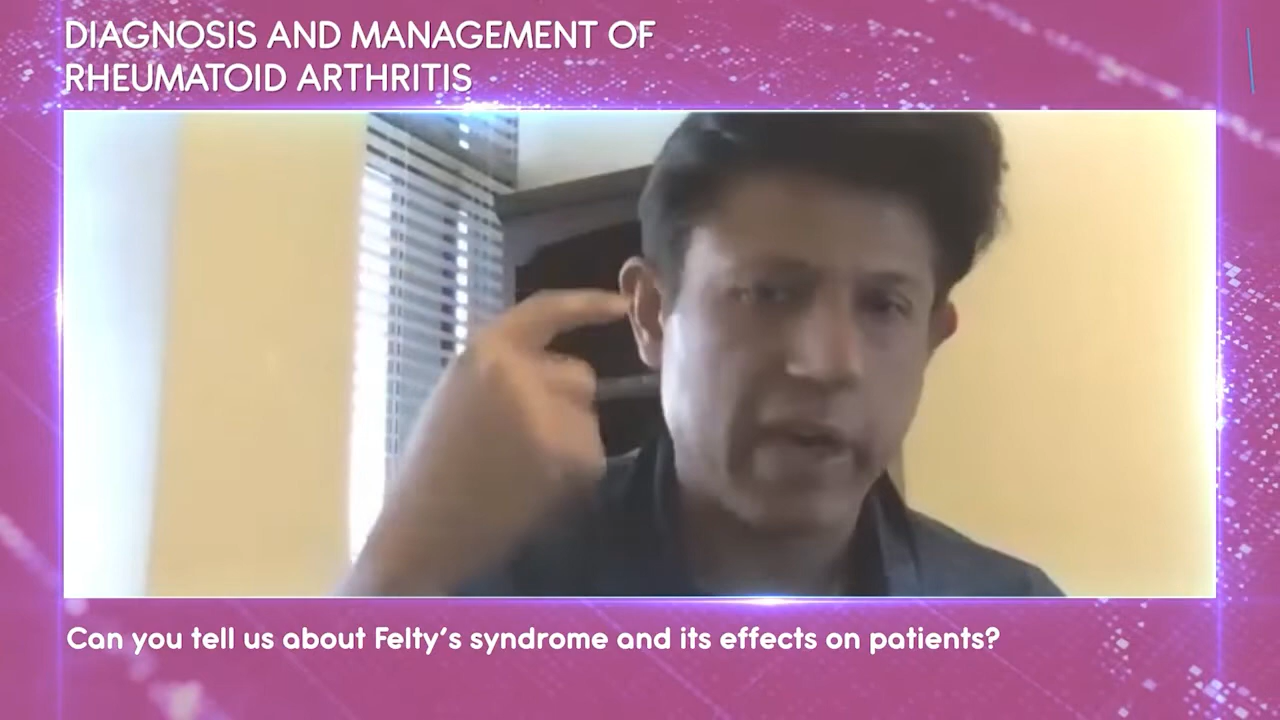 DIAGNOSIS AND MANAGEMENT OF
RHEUMATOID ARTHRITIS
Can you tell us about Felty's syndrome and its effects on patients?